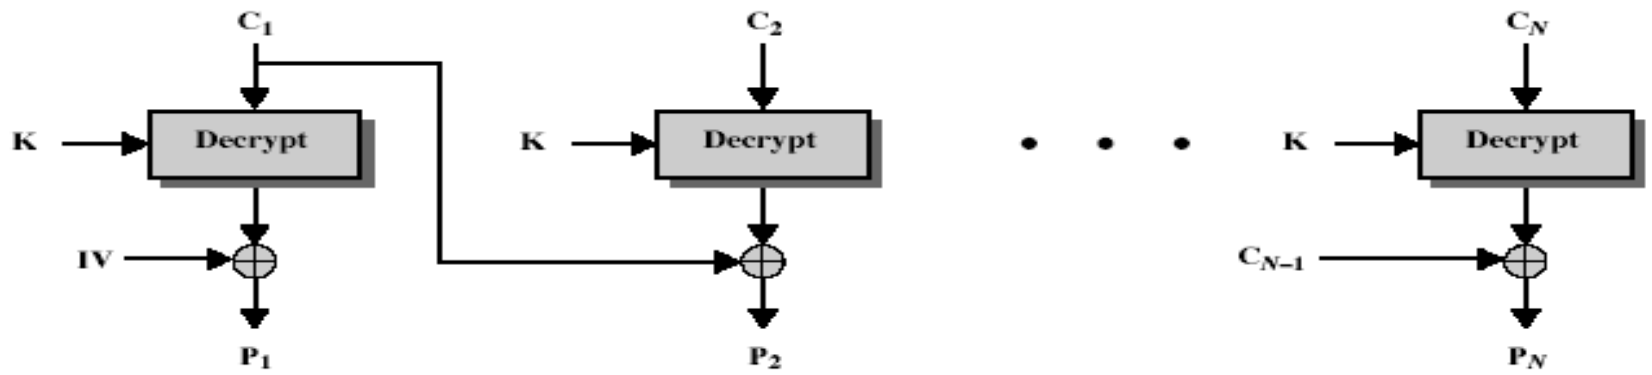 C1 C2 CN
K Decrypt K Decrypt K Decrypt
IV CN–1
P1 P2 PN